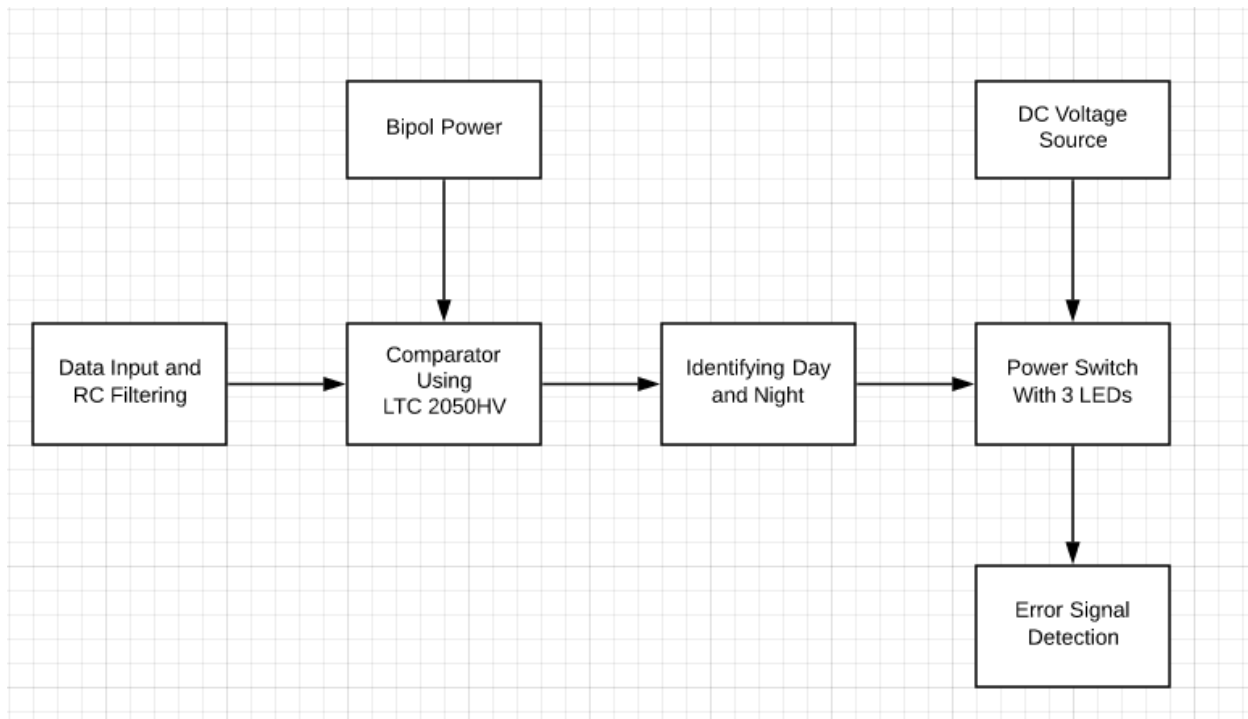 Bipol Power
DC Voltage
Source
Data Input and
RC Filtering
Comparator
Using
LTC 2050HV
Identifying Day
and Night
Power Switch
With 3 LEDs
Error Signal
Detection